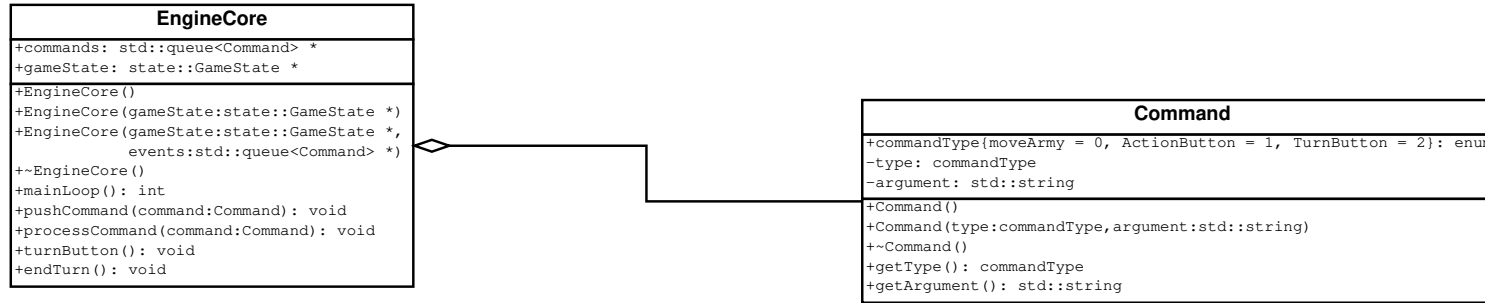 EngineCore
+commands: std::queue<Command> *
+gameState: state::GameState *
+EngineCore()
+EngineCore(gameState:state::GameState *)
+EngineCore(gameState:state::GameState *,
events:std::queue<Command> *)
+~EngineCore()
+mainLoop(): int
+pushCommand(command:Command): void
+processCommand(command:Command): void
+turnButton(): void
+endTurn(): void
Command
+commandType{moveArmy = 0, ActionButton = 1, TurnButton = 2}: enum
-type: commandType
-argument: std::string
+Command()
+Command(type:commandType,argument:std::string)
+~Command()
+getType(): commandType
+getArgument(): std::string